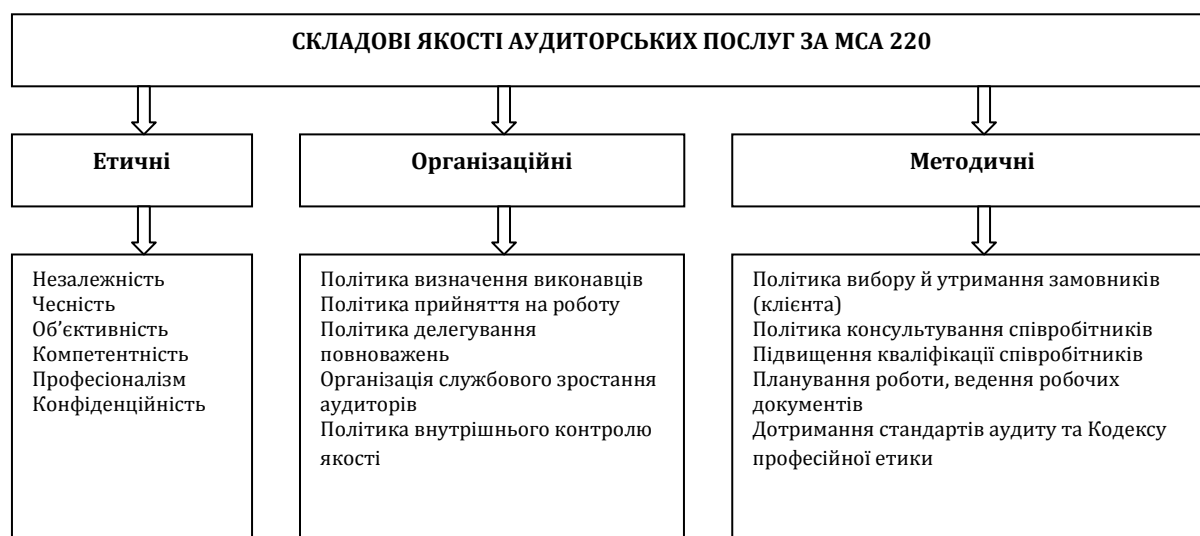 СКЛАДОВІ ЯКОСТІ АУДИТОРСЬКИХ ПОСЛУГ ЗА МСА 220
Етичні
Організаційні
Методичні
Незалежність
Чесність
Об’єктивність
Компетентність
Професіоналізм
Конфіденційність
Політика визначення виконавців
Політика прийняття на роботу
Політика делегування
повноважень
Організація службового зростання
аудиторів
Політика внутрішнього контролю
якості
Політика вибору й утримання замовників
(клієнта)
Політика консультування співробітників
Підвищення кваліфікації співробітників
Планування роботи, ведення робочих
документів
Дотримання стандартів аудиту та Кодексу
професійної етики